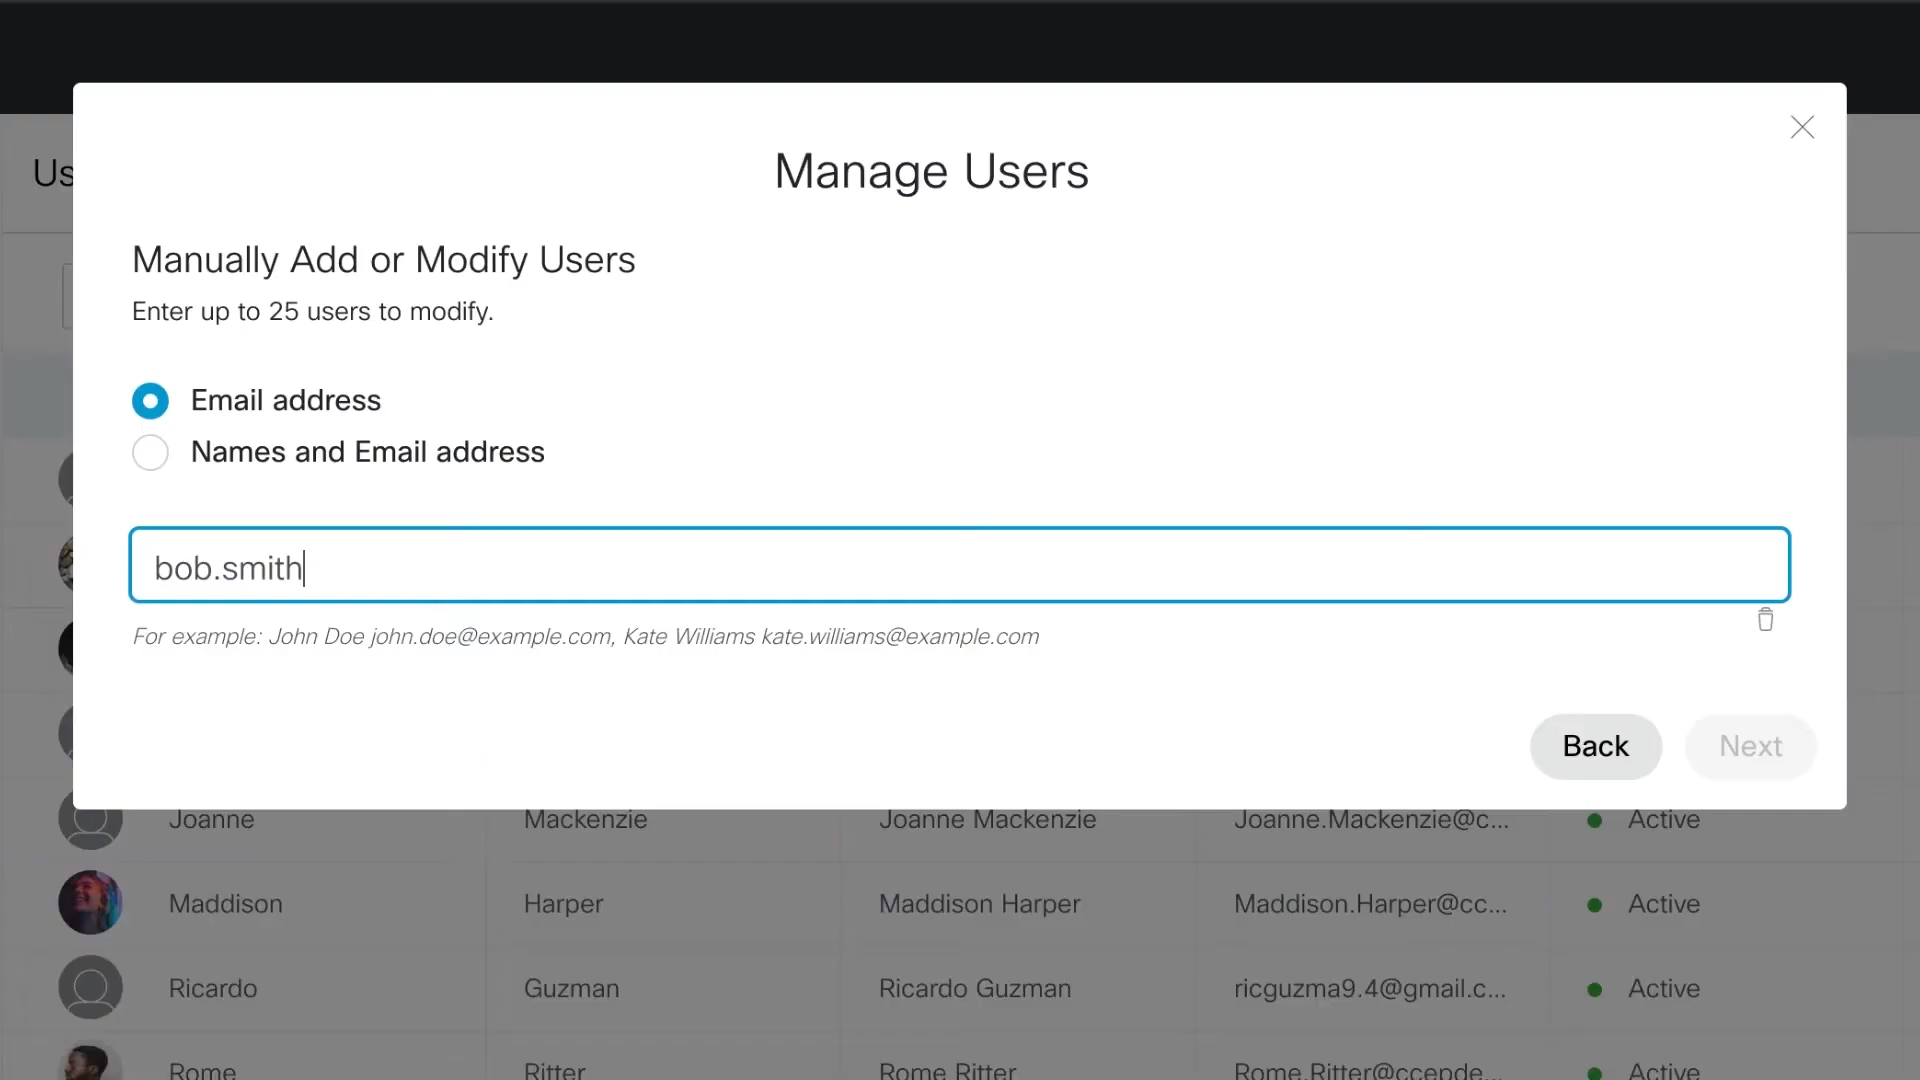 Us
Manage Users
Manually Add or Modify Users
Enter up to 25 users to modify.
Email address
Names and Email address
bob.smith
For example: John Doe john.doe@example.com, Kate Williams kate.williams@example.com
Back Next
Joanne Mackenzie Joanne Mackenzie Joanne.Mackenzie@c... Active
Maddison Harper Maddison Harper Maddison.Harper@cc... Active
Ricardo Guzman Ricardo Guzman ricguzma9.4@gmail.c... Active
Rome Ritter Rome Ritter Rome.Ritter@ccepde... Active